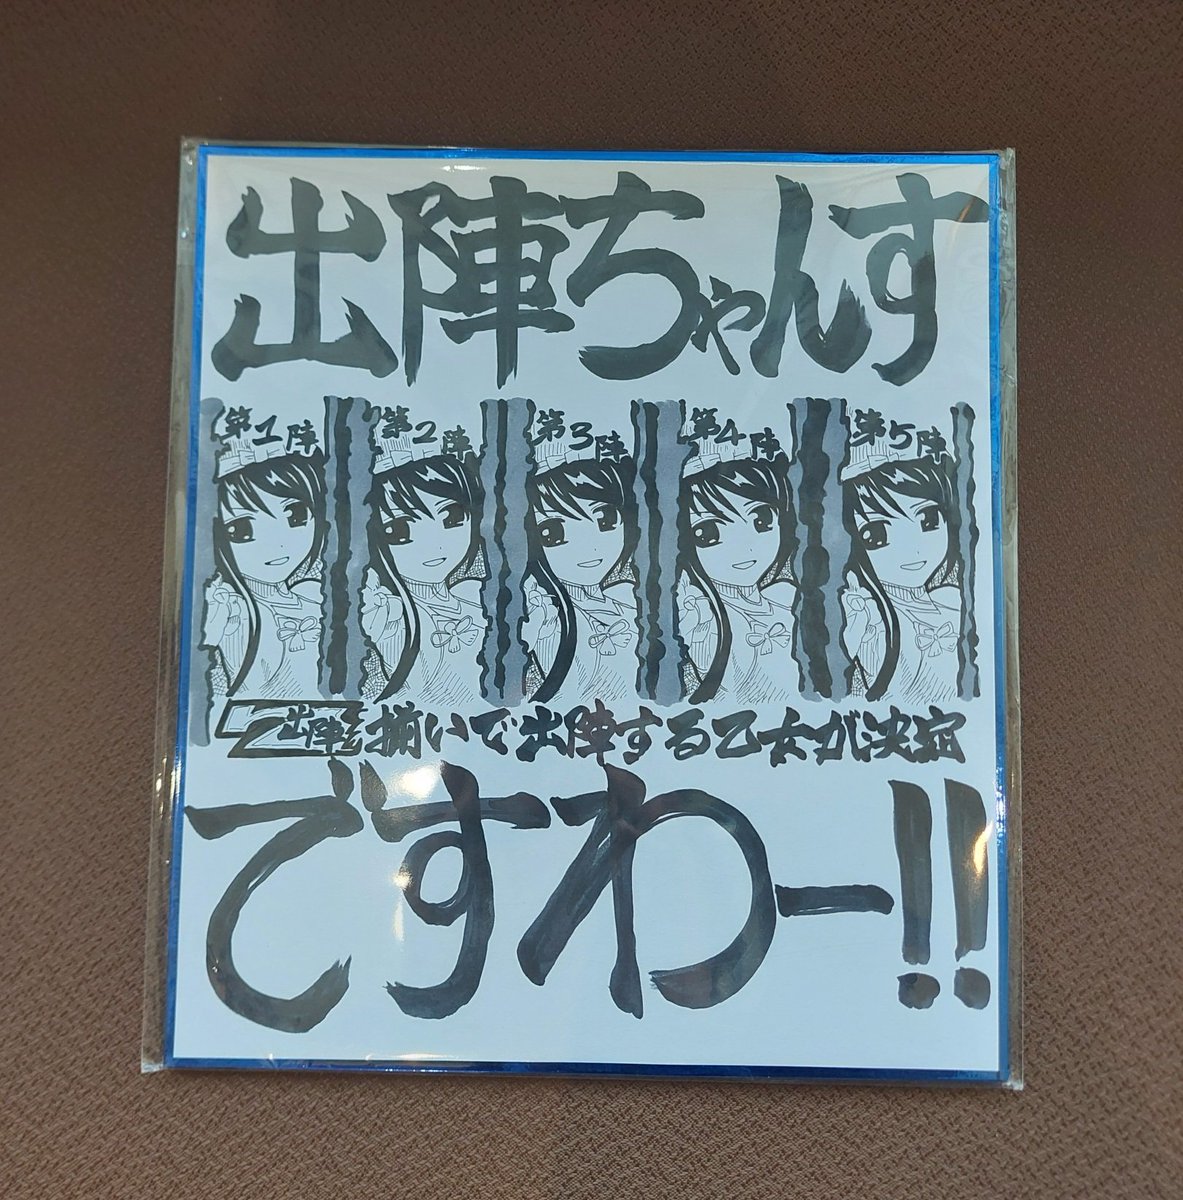 出陣ちゃんす
第1陣 第2陣 第3陣 第4陣 第5陣
出陣揃いで出陣する乙女が決定
ですわー!!